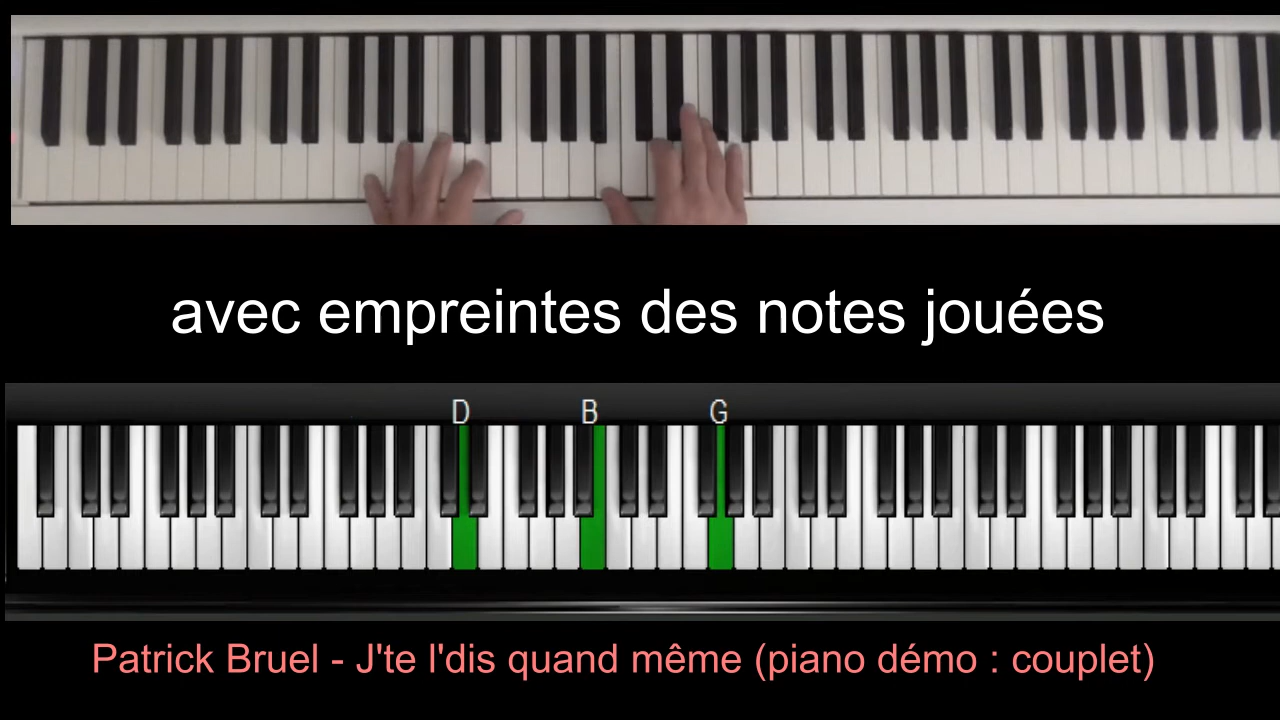 avec empreintes des notes jouées
D B G
Patrick Bruel - J'te l'dis quand même (piano démo : couplet)